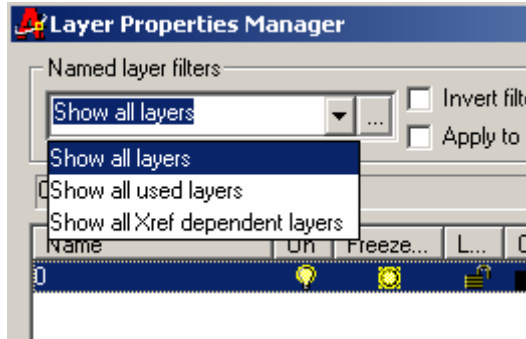 Layer Properties Manager
Named layer filters
Show all layers
...
Invert filt
Apply to
Show all layers
Show all used layers
Show all Xref dependent layers
Name On Freeze... L...
0